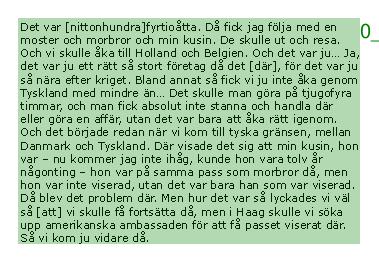 Det var [nittonhundra]fyrtioåtta. Då fick jag följa med en
moster och morbror och min kusin. De skulle ut och resa.
Och vi skulle åka till Holland och Belgien. Och det var ju... Ja,
det var ju ett rätt så stort företag då det [där], för det var ju
så nära efter kriget. Bland annat så fick vi ju inte åka genom
Tyskland med mindre än... Det skulle man göra på tjugofyra
timmar, och man fick absolut inte stanna och handla där
eller göra en affär, utan det var bara att åka rätt igenom.
Och det började redan när vi kom till tyska gränsen, mellan
Danmark och Tyskland. Där visade det sig att min kusin, hon
var – nu kommer jag inte ihåg, kunde hon vara tolv år
någonting – hon var på samma pass som morbror då, men
hon var inte viserad, utan det var bara han som var viserad.
Då blev det problem där. Men hur det var så lyckades vi väl
så [att] vi skulle få fortsätta då, men i Haag skulle vi söka
upp amerikanska ambassaden för att få passet viserat där.
Så vi kom ju vidare då.
0_